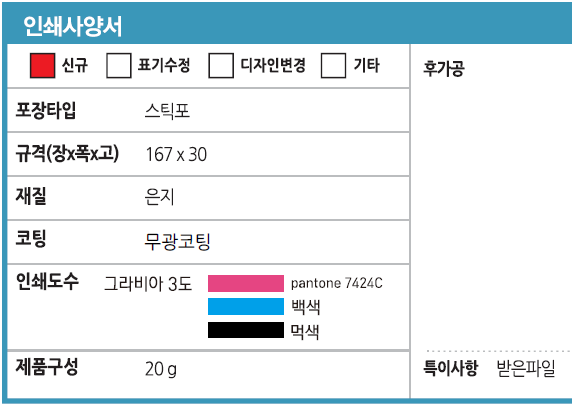 인쇄사양서
신규 표기수정 디자인변경 기타
후가공
포장타입 스틱포
규격(장x폭x고) 167 x 30
재질 은지
코팅 무광코팅
인쇄도수 그라비아 3도 pantone 7424C
백색
먹색
제품구성 20 g
특이사항 받은파일